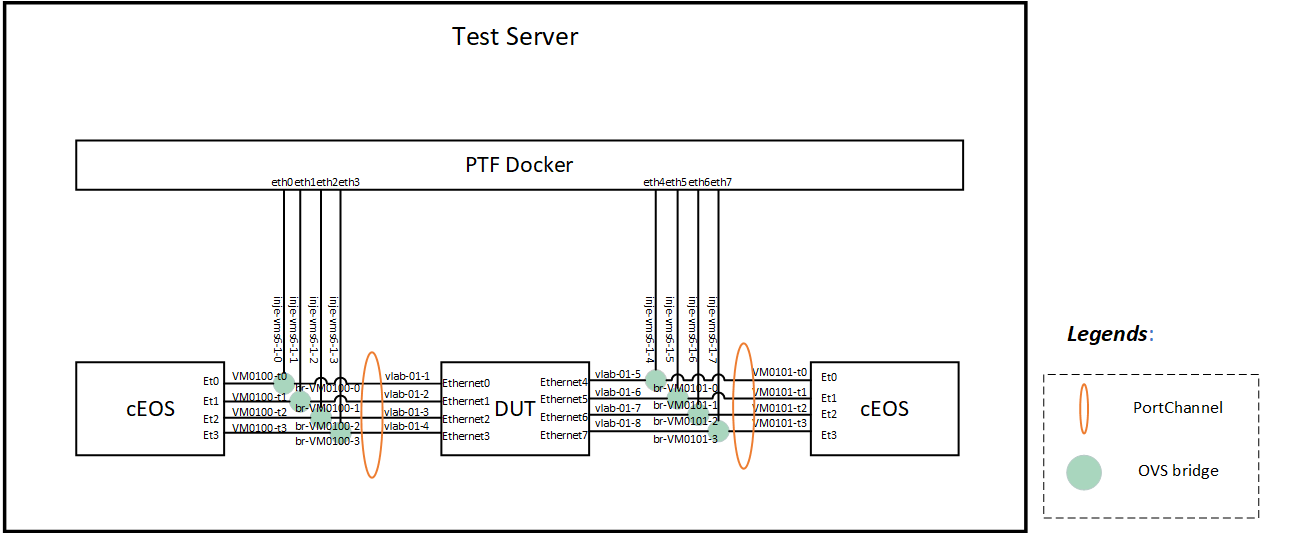 Test Server
PTF Docker
eth0 eth1 eth2 eth3
eth4 eth5 eth6 eth7
inje-vms6-1-0
inje-vms6-1-1
inje-vms6-1-2
inje-vms6-1-3
inje-vms6-1-4
inje-vms6-1-5
inje-vms6-1-6
inje-vms6-1-7
cEOS
Et0
Et1
Et2
Et3
VM0100-t0
VM0100-t1
VM0100-t2
VM0100-t3
br-VM0100-0
br-VM0100-1
br-VM0100-2
br-VM0100-3
vlab-01-1
vlab-01-2
vlab-01-3
vlab-01-4
Ethernet0
Ethernet1
Ethernet2
Ethernet3
DUT
Ethernet4
Ethernet5
Ethernet6
Ethernet7
vlab-01-5
vlab-01-6
vlab-01-7
vlab-01-8
br-VM0101-0
br-VM0101-1
br-VM0101-2
br-VM0101-3
VM0101-t0
VM0101-t1
VM0101-t2
VM0101-t3
Et0
Et1
Et2
Et3
cEOS
Legends:
PortChannel
OVS bridge